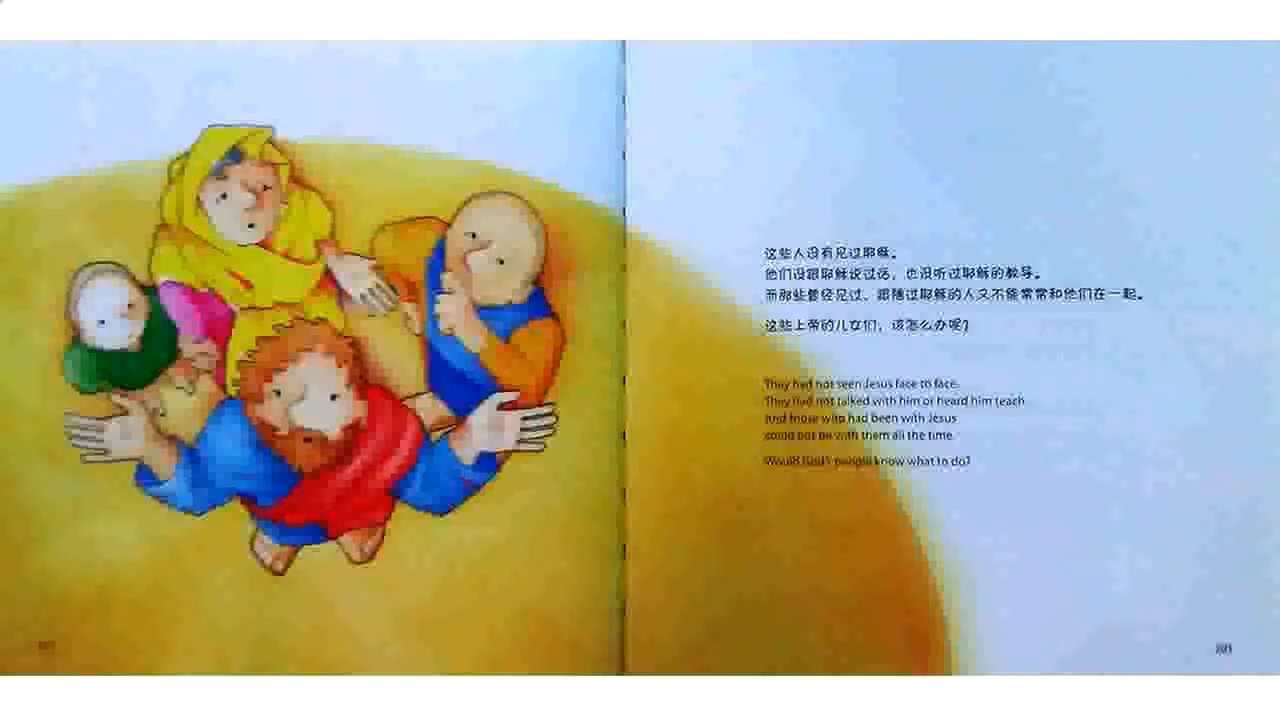 这些人没有见过耶稣。
他们没跟耶稣说过话，也没听过耶稣的教导。
而那些曾经见过、跟随过耶稣的人又不能常常和他们在一起。
这些上帝的儿女们，该怎么办呢？
They had not seen Jesus face to face.
They had not talked with him or heard him teach.
And those who had been with Jesus
could not be with them all the time.
Would God's people know what to do?